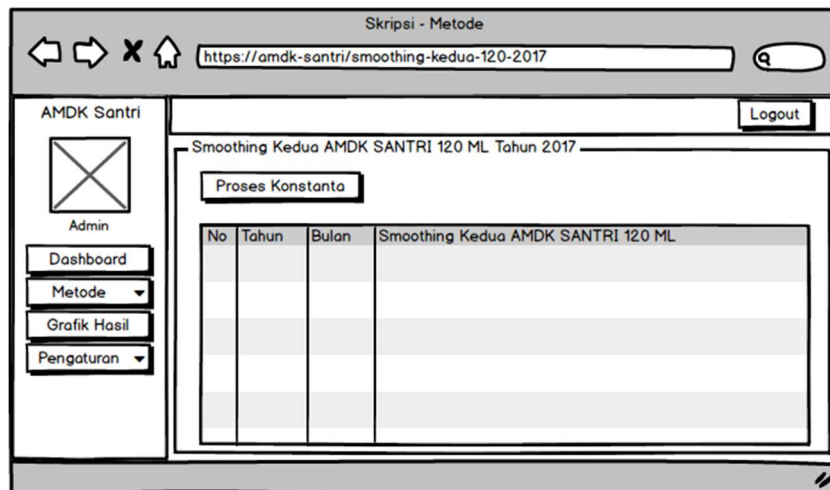 Skripsi - Metode
https://amdk-santri/smoothing-kedua-120-2017
AMDK Santri
Logout
Admin
Dashboard
Metode
Grafik Hasil
Pengaturan
Smoothing Kedua AMDK SANTRI 120 ML Tahun 2017
Proses Konstanta
No Tahun Bulan Smoothing Kedua AMDK SANTRI 120 ML